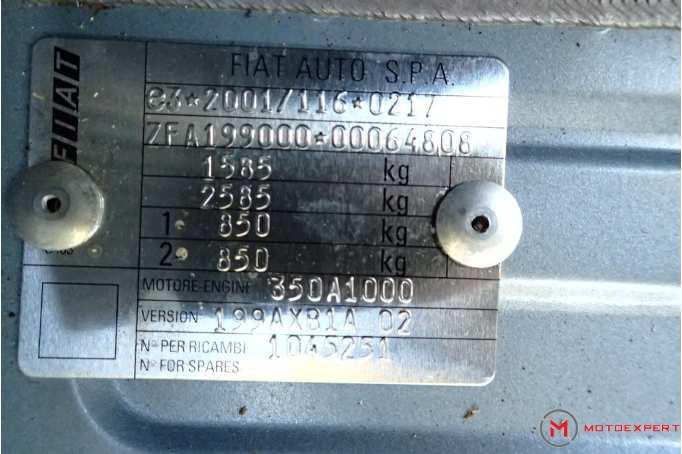 FIAT
FIAT AUTO S.P.A.
e3*2001/116*0217
ZFA199000*00064808
1585 kg
2585 kg
1- 850 kg
2- 850 kg
MOTORE-ENGINE 350A1000
VERSION 199AXB1A 02
N° PER RICAMBI 1045251
N° FOR SPARES
M MOTOEXPERT